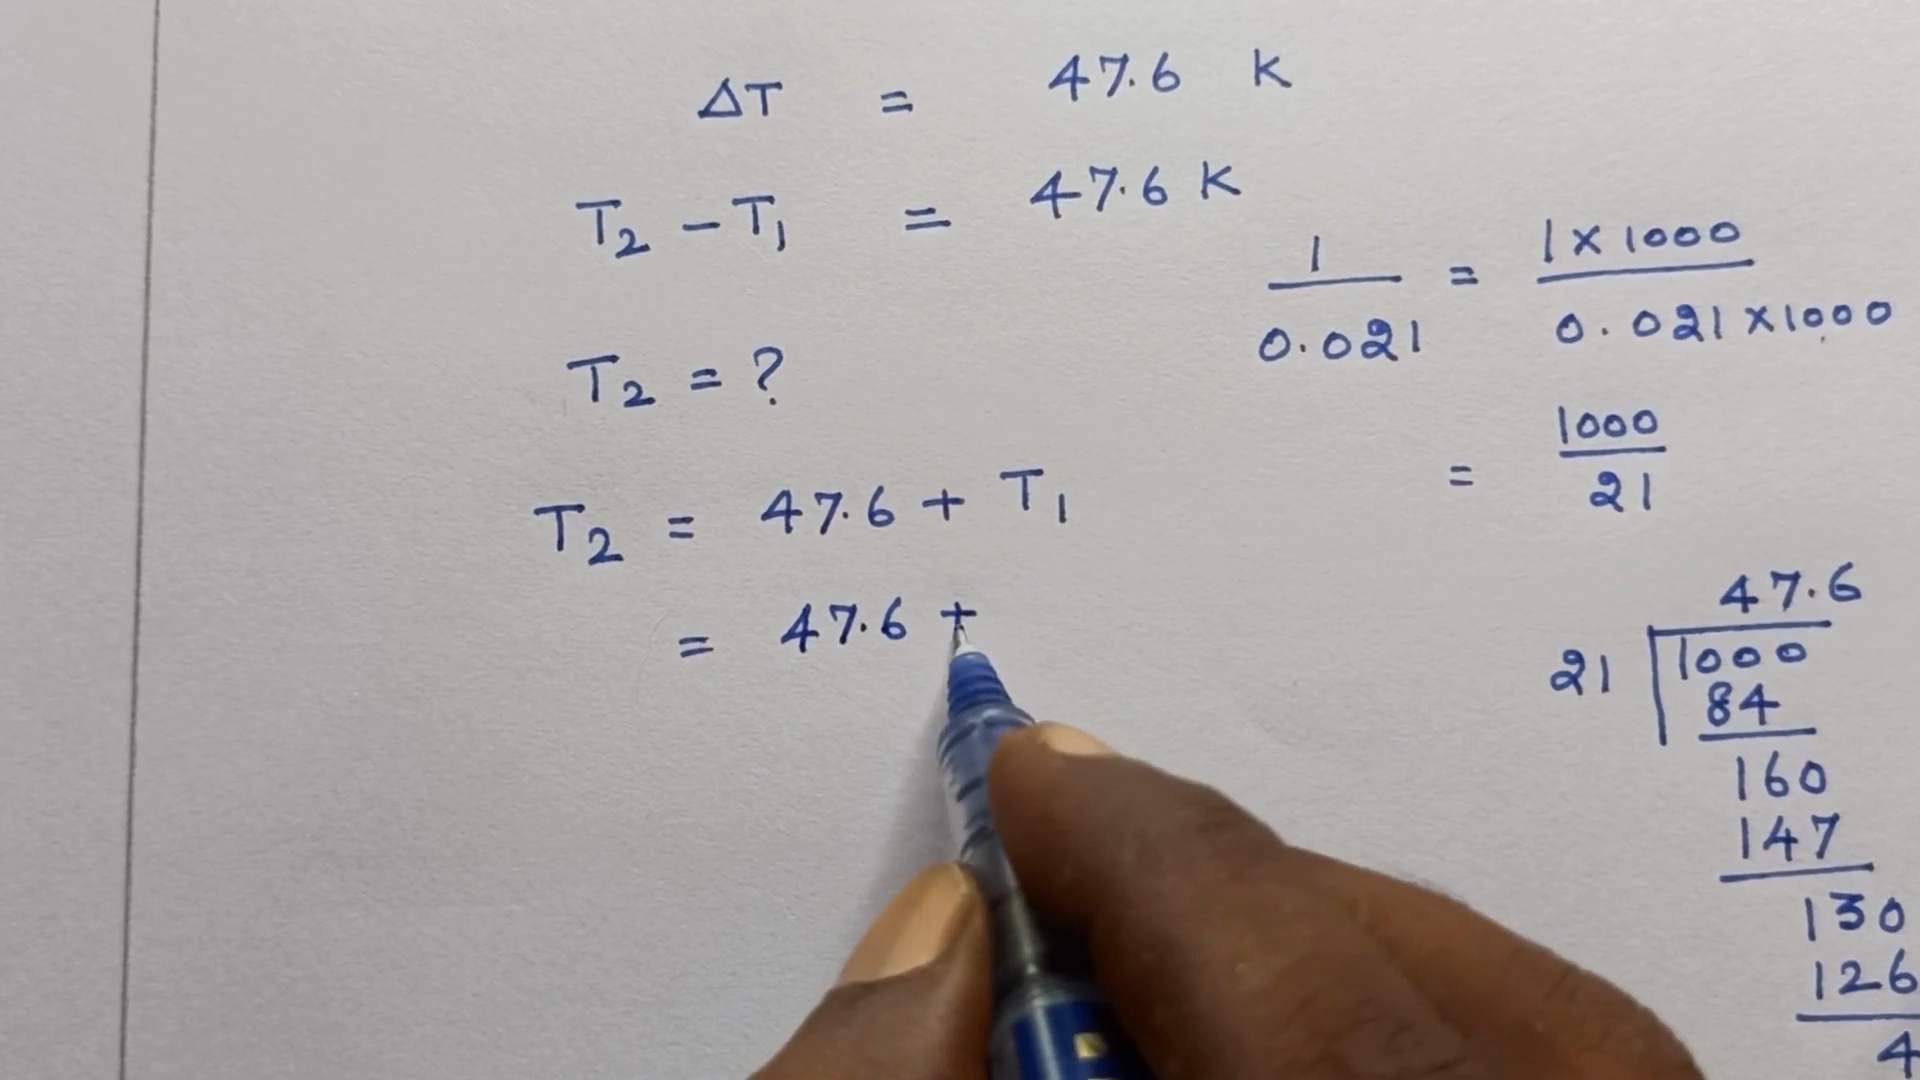 ΔT = 47.6 K
T₂ - T₁ = 47.6 K
T₂ = ?
T₂ = 47.6 + T₁
= 47.6 +
1/0.021 = 1 × 1000/0.021 × 1000
= 1000/21
47.6
21 1000
84
160
147
130
126
4